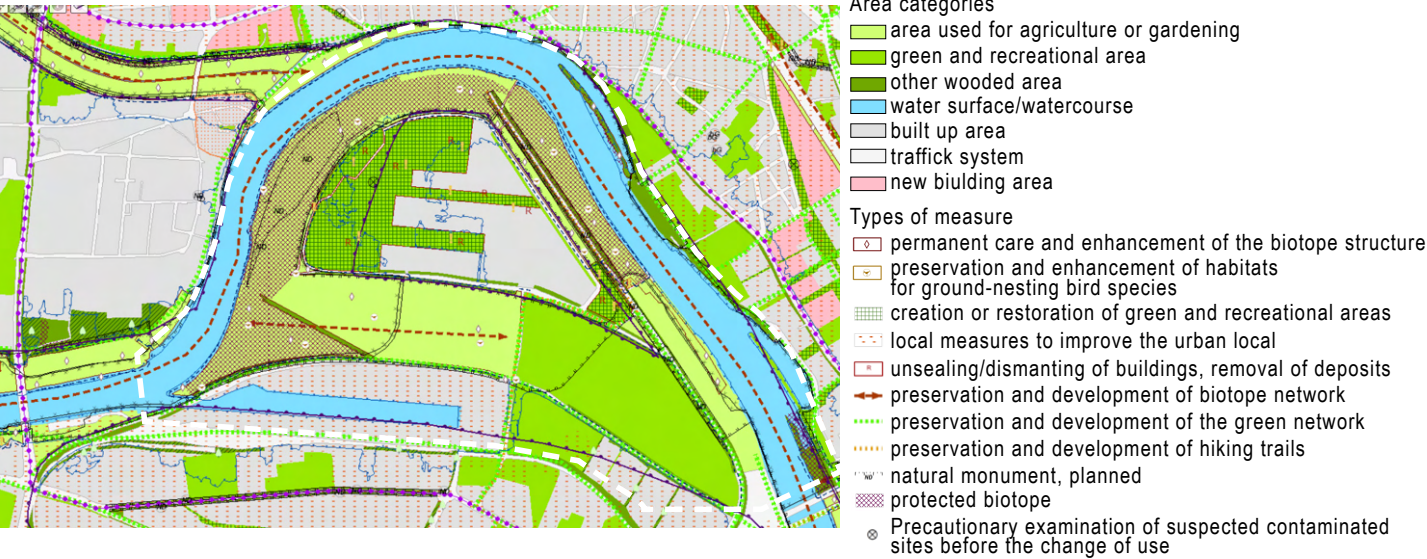 Area categories
area used for agriculture or gardening
green and recreational area
other wooded area
water surface/watercourse
built up area
traffick system
new biulding area
Types of measure
permanent care and enhancement of the biotope structure
preservation and enhancement of habitats
for ground-nesting bird species
creation or restoration of green and recreational areas
local measures to improve the urban local
unsealing/dismanting of buildings, removal of deposits
preservation and development of biotope network
preservation and development of the green network
preservation and development of hiking trails
ND natural monument, planned
protected biotope
Precautionary examination of suspected contaminated
sites before the change of use
ND
ND
ND
R
R
R
R
R
R